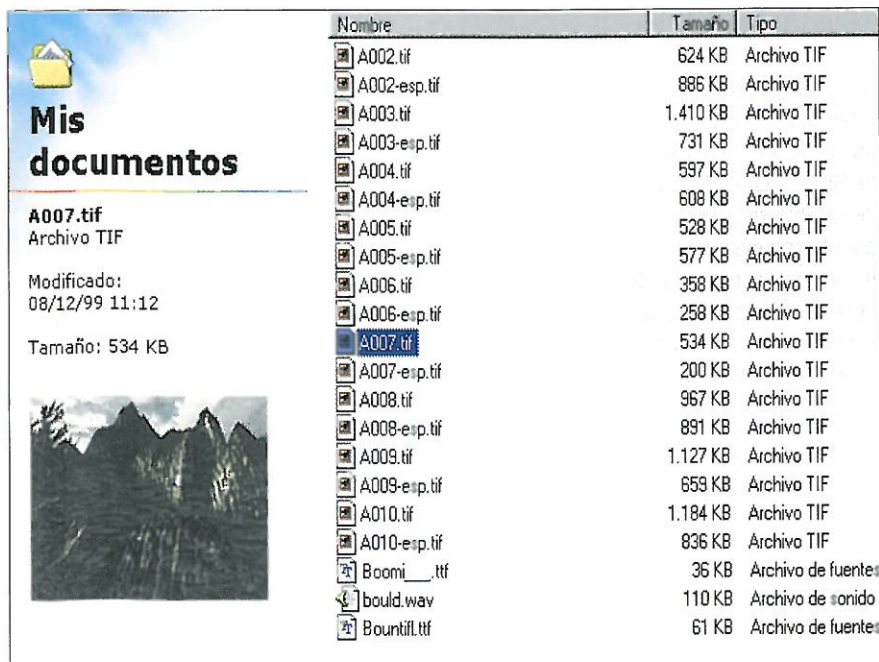 Mis
documentos
A007.tif
Archivo TIF
Modificado:
08/12/99 11:12
Tamaño: 534 KB
Nombre Tamaño Tipo
A002.tif 624 KB Archivo TIF
A002-esp.tif 886 KB Archivo TIF
A003.tif 1.410 KB Archivo TIF
A003-esp.tif 731 KB Archivo TIF
A004.tif 597 KB Archivo TIF
A004-esp.tif 608 KB Archivo TIF
A005.tif 528 KB Archivo TIF
A005-esp.tif 577 KB Archivo TIF
A006.tif 358 KB Archivo TIF
A006-esp.tif 258 KB Archivo TIF
A007.tif 534 KB Archivo TIF
A007-esp.tif 200 KB Archivo TIF
A008.tif 967 KB Archivo TIF
A008-esp.tif 891 KB Archivo TIF
A009.tif 1.127 KB Archivo TIF
A009-esp.tif 659 KB Archivo TIF
A010.tif 1.184 KB Archivo TIF
A010-esp.tif 836 KB Archivo TIF
Boomi___.ttf 36 KB Archivo de fuentes
bould.wav 110 KB Archivo de sonido
Bountifl.ttf 61 KB Archivo de fuentes